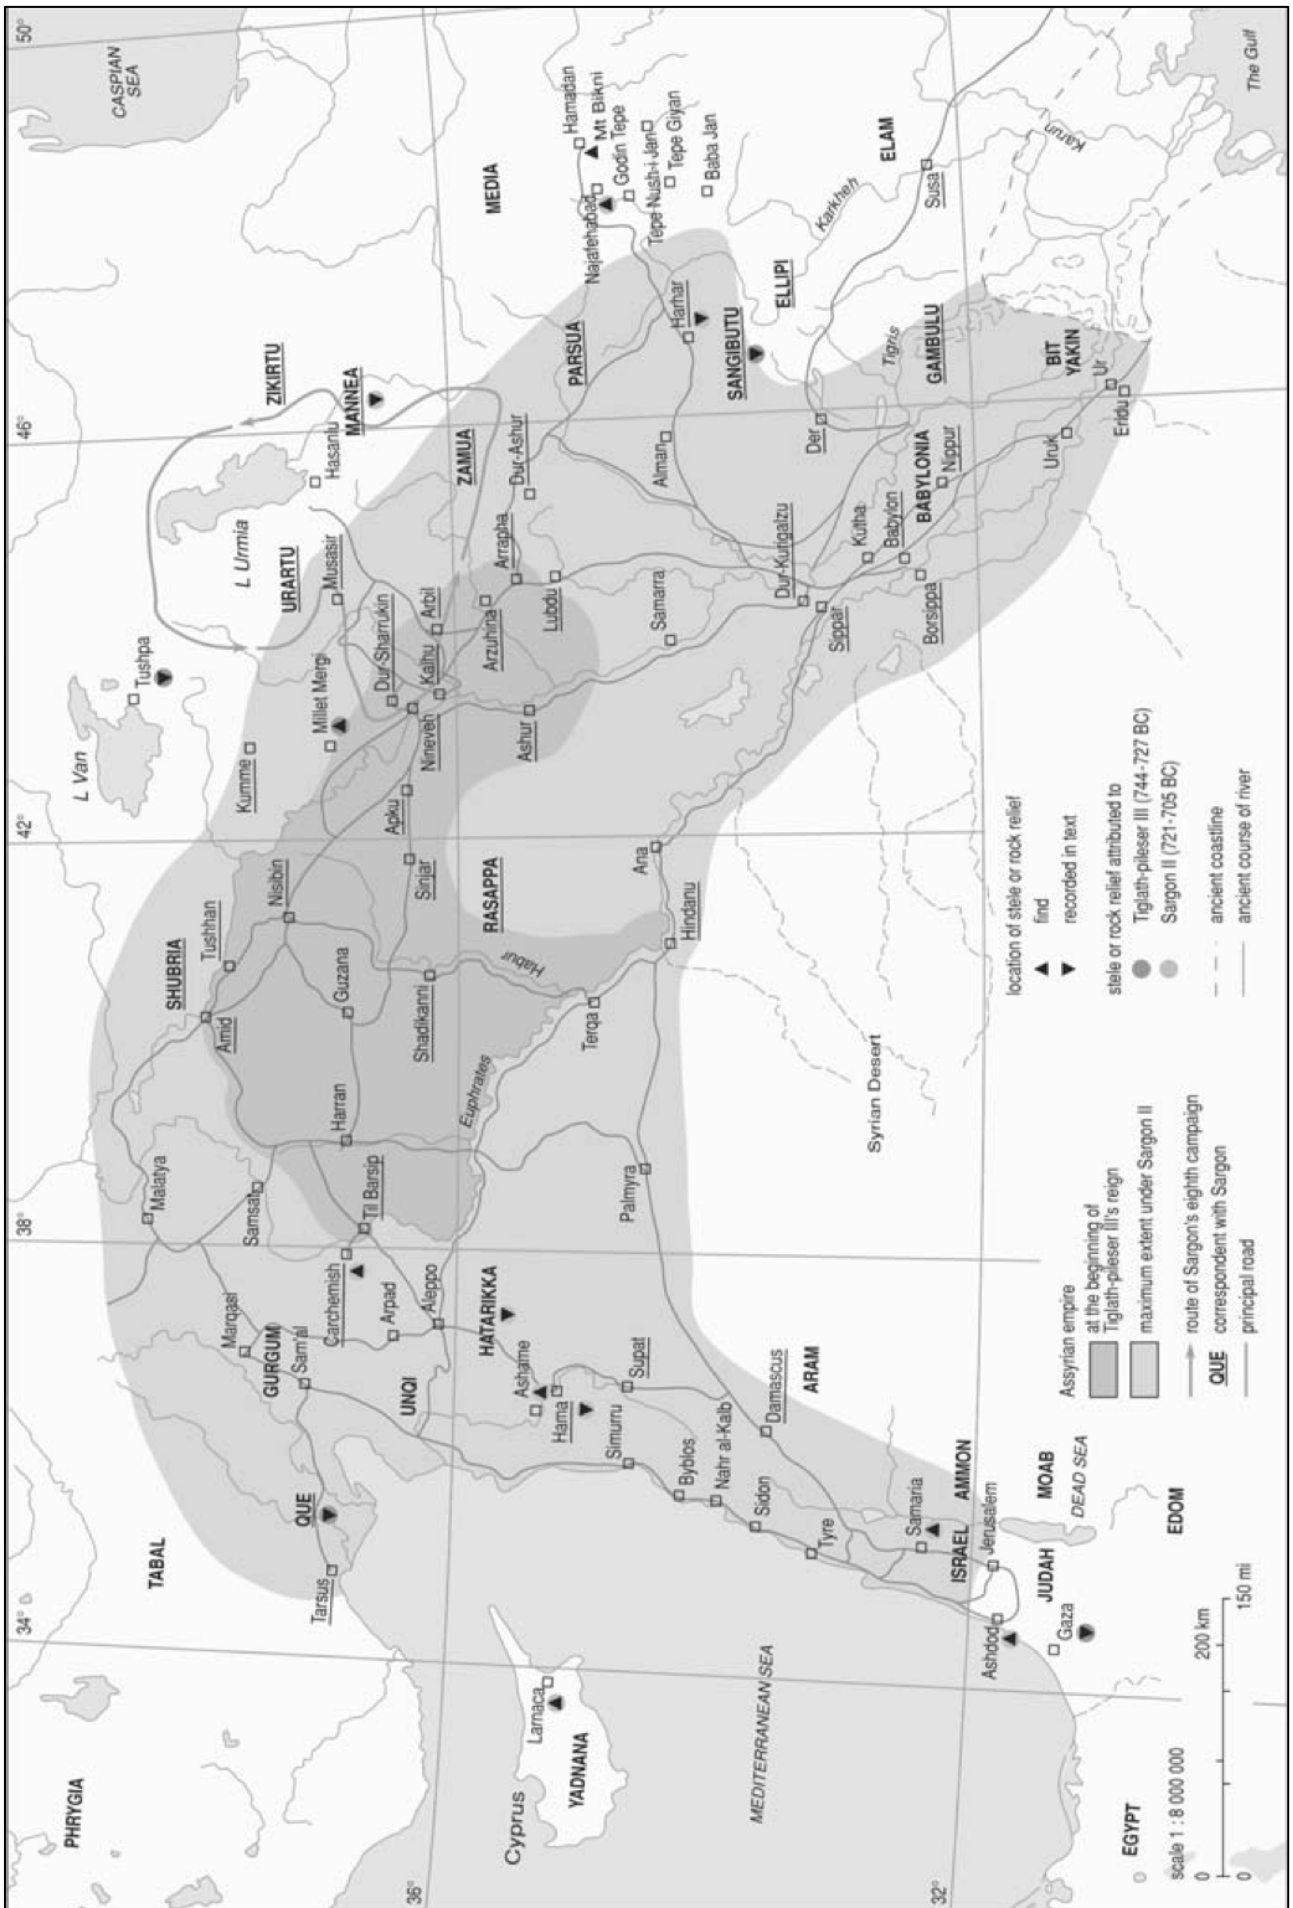 50°
46°
42°
38°
34°
36°
32°
CASPIAN
SEA
The Gulf
MEDIA
Hamadan
Mt Bikni
Godin Tepe
Najafehabad
Tepe Nush-i-Jan
Tepe Giyan
Baba Jan
ELAM
Karun
Karkheh
Susa
ELLIPI
PARSUA
Harhar
SANGIBUTU
ZIKIRTU
MANNEA
Hasanlu
L Urmia
ZAMUA
Dur-Ashur
Alman
Der
Tigris
GAMBULU
BIT
YAKIN
Ur
Eridu
Uruk
BABYLONIA
Nippur
Babylon
Kutha
Borsippa
Dur-Kurigalzu
Sippar
Samarra
URARTU
Musasir
Arrapha
Lubdu
Arzuhina
Arbil
Kalhu
Dur-Sharrukin
Nineveh
Ashur
Millet Mergi
Tushpa
L Van
Kumme
Apku
Sinjar
RASAPPA
Ana
Hindanu
Nisibin
Tushhan
SHUBRIA
Amid
Guzana
Shadikanni
Habur
Terqa
Euphrates
Harran
Syrian Desert
Malatya
Samsat
Til Barsip
Carchemish
Palmyra
Marqasi
GURGUM
Sam'al
Arpad
Aleppo
HATARIKKA
UNQI
Ashame
Hama
Supat
Simurru
Damascus
ARAM
Byblos
Nahr al-Kalb
Sidon
Tyre
Samaria
ISRAEL
AMMON
Jerusalem
MOAB
DEAD SEA
JUDAH
EDOM
Ashdod
Gaza
TABAL
QUE
Tarsus
PHRYGIA
Larnaca
YADNANA
Cyprus
MEDITERRANEAN SEA
EGYPT
scale 1 : 8 000 000
0
200 km
0
150 mi
Assyrian empire
at the beginning of
Tiglath-pileser III's reign
maximum extent under Sargon II
route of Sargon's eighth campaign
QUE correspondent with Sargon
principal road
location of stele or rock relief
find
recorded in text
stele or rock relief attributed to
Tiglath-pileser III (744-727 BC)
Sargon II (721-705 BC)
ancient coastline
ancient course of river